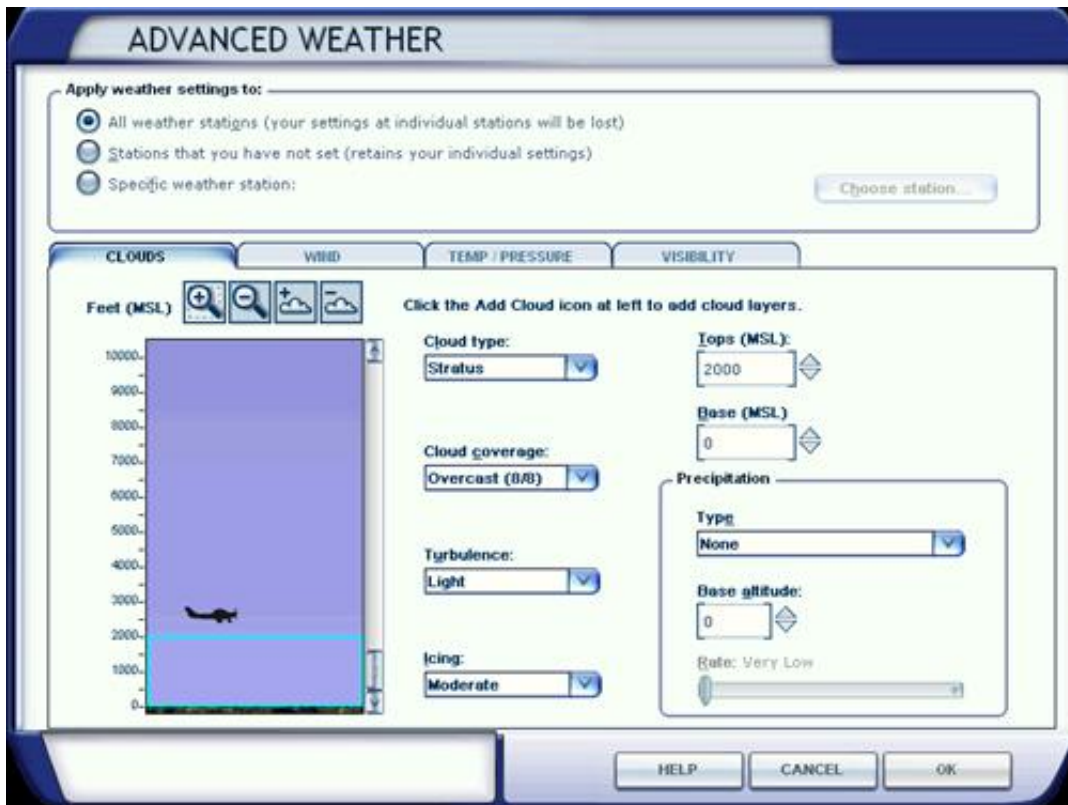 ADVANCED WEATHER
Apply weather settings to:
All weather stations (your settings at individual stations will be lost)
Stations that you have not set (retains your individual settings)
Specific weather station:
Choose station...
CLOUDS WIND TEMP / PRESSURE VISIBILITY
Feet (MSL)
Click the Add Cloud icon at left to add cloud layers.
10000
9000
8000
7000
6000
5000
4000
3000
2000
1000
0
Cloud type:
Stratus
Cloud coverage:
Overcast (8/8)
Turbulence:
Light
Icing:
Moderate
Tops (MSL):
2000
Base (MSL)
0
Precipitation
Type
None
Base altitude:
0
Rate: Very Low
HELP CANCEL OK